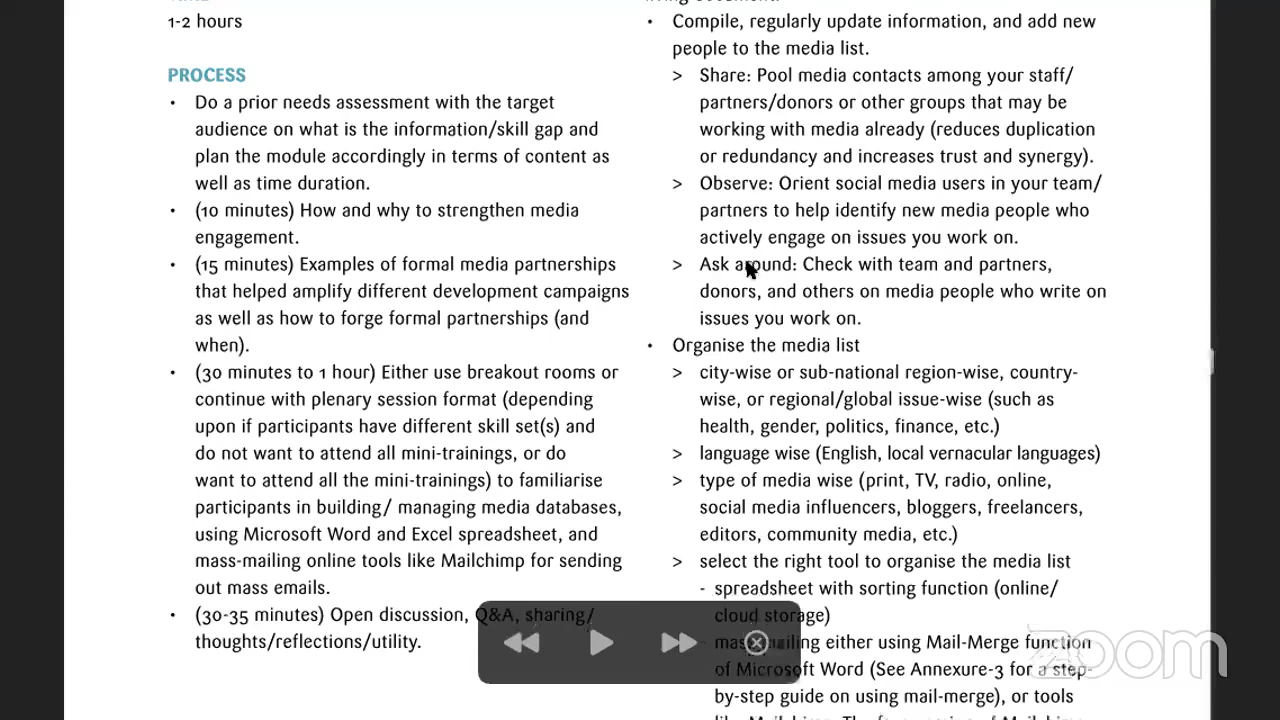 1-2 hours
PROCESS
• Do a prior needs assessment with the target
audience on what is the information/skill gap and
plan the module accordingly in terms of content as
well as time duration.
• (10 minutes) How and why to strengthen media
engagement.
• (15 minutes) Examples of formal media partnerships
that helped amplify different development campaigns
as well as how to forge formal partnerships (and
when).
• (30 minutes to 1 hour) Either use breakout rooms or
continue with plenary session format (depending
upon if participants have different skill set(s) and
do not want to attend all mini-trainings, or do
want to attend all the mini-trainings) to familiarise
participants in building/ managing media databases,
using Microsoft Word and Excel spreadsheet, and
mass-mailing online tools like Mailchimp for sending
out mass emails.
• (30-35 minutes) Open discussion, Q&A, sharing/
thoughts/reflections/utility.
• Compile, regularly update information, and add new
people to the media list.
> Share: Pool media contacts among your staff/
partners/donors or other groups that may be
working with media already (reduces duplication
or redundancy and increases trust and synergy).
> Observe: Orient social media users in your team/
partners to help identify new media people who
actively engage on issues you work on.
> Ask around: Check with team and partners,
donors, and others on media people who write on
issues you work on.
• Organise the media list
> city-wise or sub-national region-wise, country-
wise, or regional/global issue-wise (such as
health, gender, politics, finance, etc.)
> language wise (English, local vernacular languages)
> type of media wise (print, TV, radio, online,
social media influencers, bloggers, freelancers,
editors, community media, etc.)
> select the right tool to organise the media list
- spreadsheet with sorting function (online/
cloud storage)
- mass mailing either using Mail-Merge function
of Microsoft Word (See Annexure-3 for a step-
by-step guide on using mail-merge), or tools
zoom